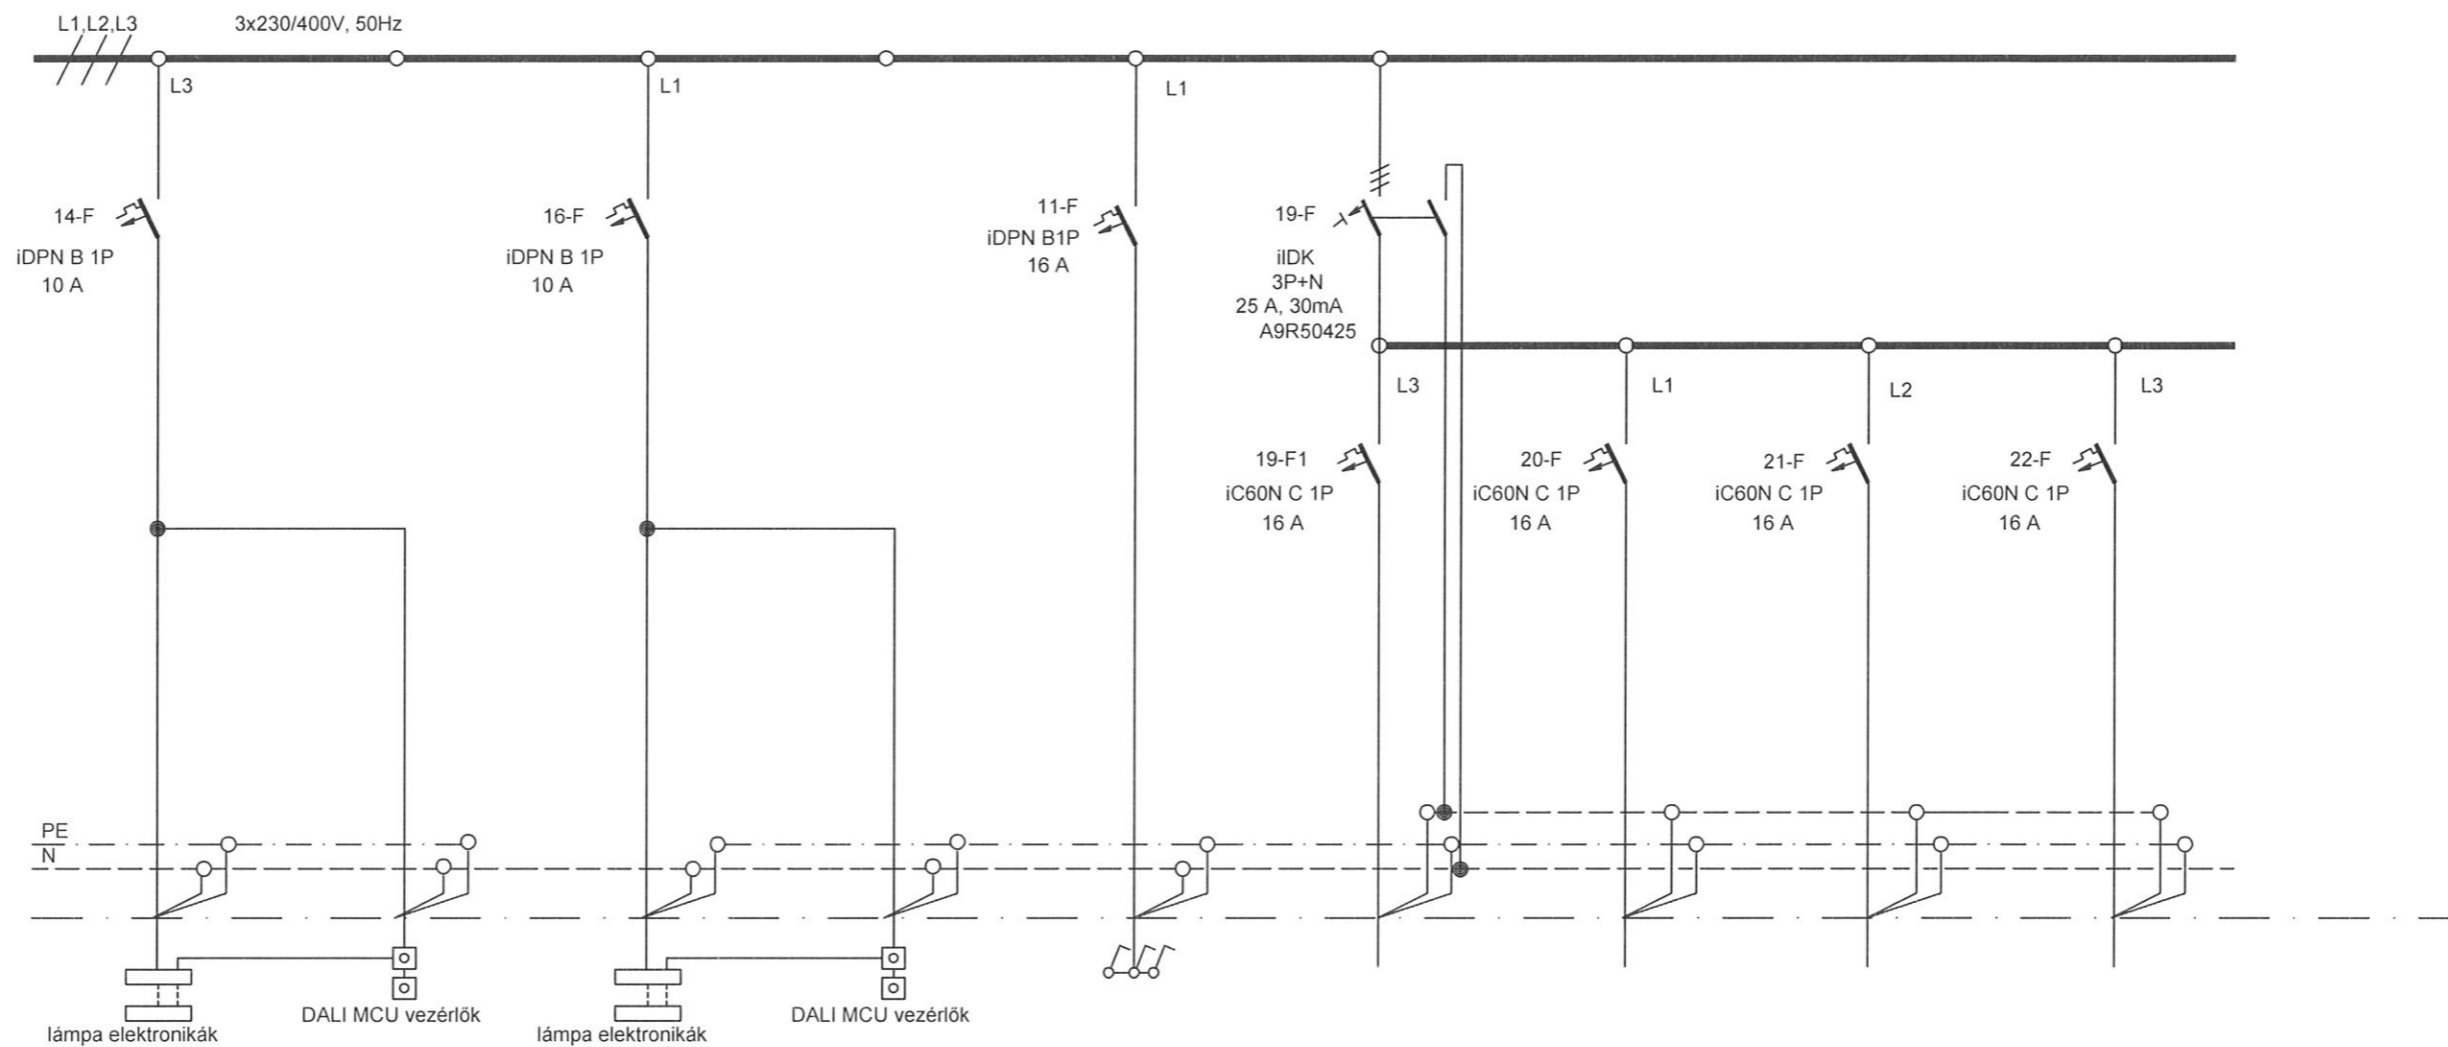 L1,L2,L3
3x230/400V, 50Hz
L3
L1
L1
14-F
iDPN B 1P
10 A
16-F
iDPN B 1P
10 A
11-F
iDPN B1P
16 A
19-F
iIDK
3P+N
25 A, 30mA
A9R50425
L3
L1
L2
L3
19-F1
iC60N C 1P
16 A
20-F
iC60N C 1P
16 A
21-F
iC60N C 1P
16 A
22-F
iC60N C 1P
16 A
PE
N
lámpa elektronikák
DALI MCU vezérlők
lámpa elektronikák
DALI MCU vezérlők